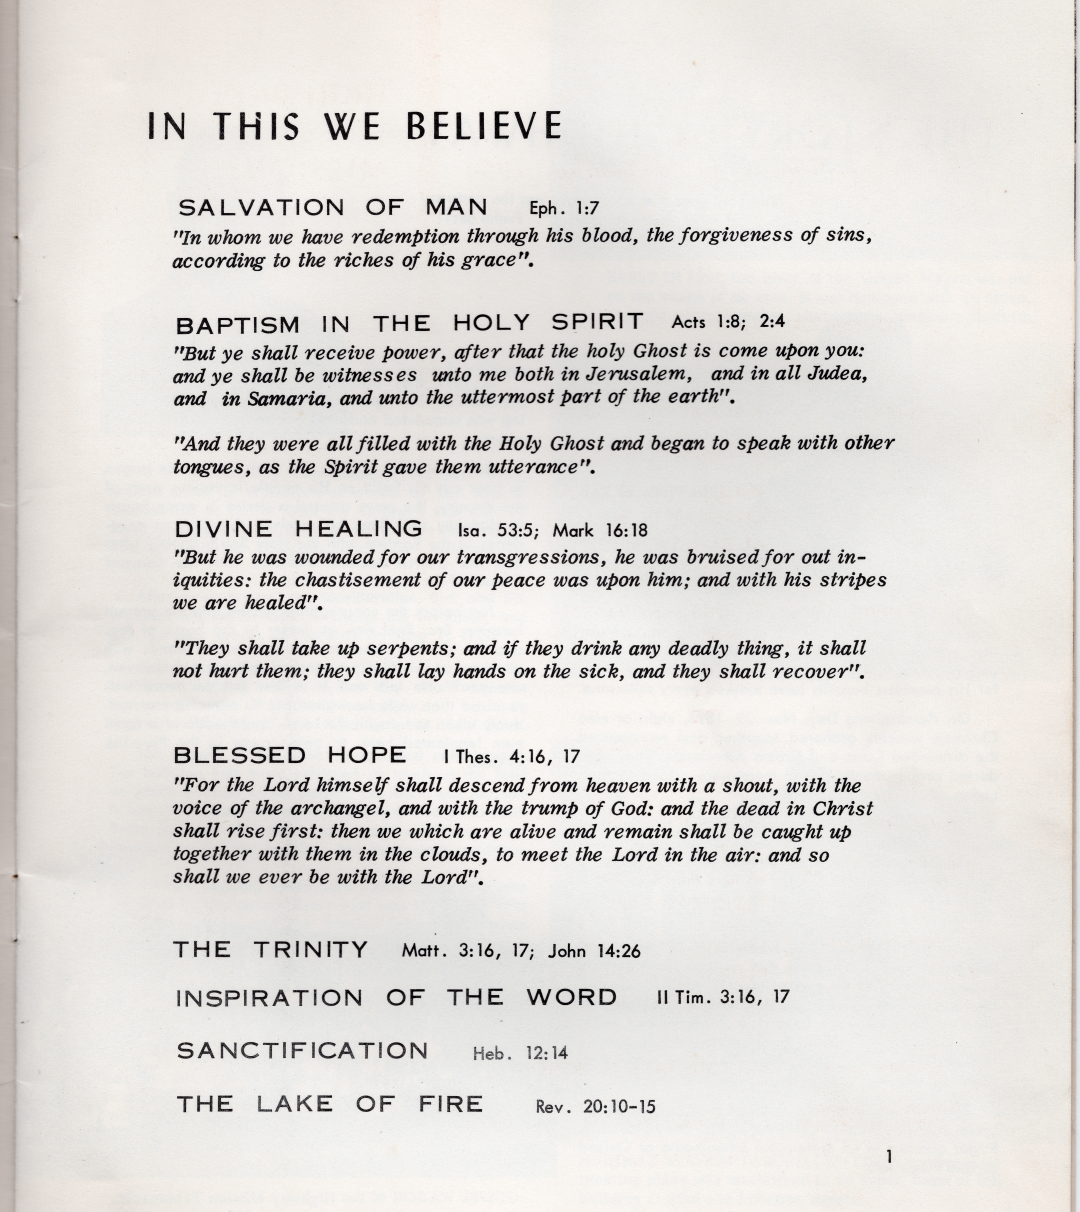 IN THIS WE BELIEVE
SALVATION OF MAN Eph. 1:7
"In whom we have redemption through his blood, the forgiveness of sins,
according to the riches of his grace".
BAPTISM IN THE HOLY SPIRIT Acts 1:8; 2:4
"But ye shall receive power, after that the holy Ghost is come upon you:
and ye shall be witnesses unto me both in Jerusalem, and in all Judea,
and in Samaria, and unto the uttermost part of the earth".
"And they were all filled with the Holy Ghost and began to speak with other
tongues, as the Spirit gave them utterance".
DIVINE HEALING Isa. 53:5; Mark 16:18
"But he was wounded for our transgressions, he was bruised for out in-
iquities: the chastisement of our peace was upon him; and with his stripes
we are healed".
"They shall take up serpents; and if they drink any deadly thing, it shall
not hurt them; they shall lay hands on the sick, and they shall recover".
BLESSED HOPE I Thes. 4:16, 17
"For the Lord himself shall descend from heaven with a shout, with the
voice of the archangel, and with the trump of God: and the dead in Christ
shall rise first: then we which are alive and remain shall be caught up
together with them in the clouds, to meet the Lord in the air: and so
shall we ever be with the Lord".
THE TRINITY Matt. 3:16, 17; John 14:26
INSPIRATION OF THE WORD II Tim. 3:16, 17
SANCTIFICATION Heb. 12:14
THE LAKE OF FIRE Rev. 20:10-15
1